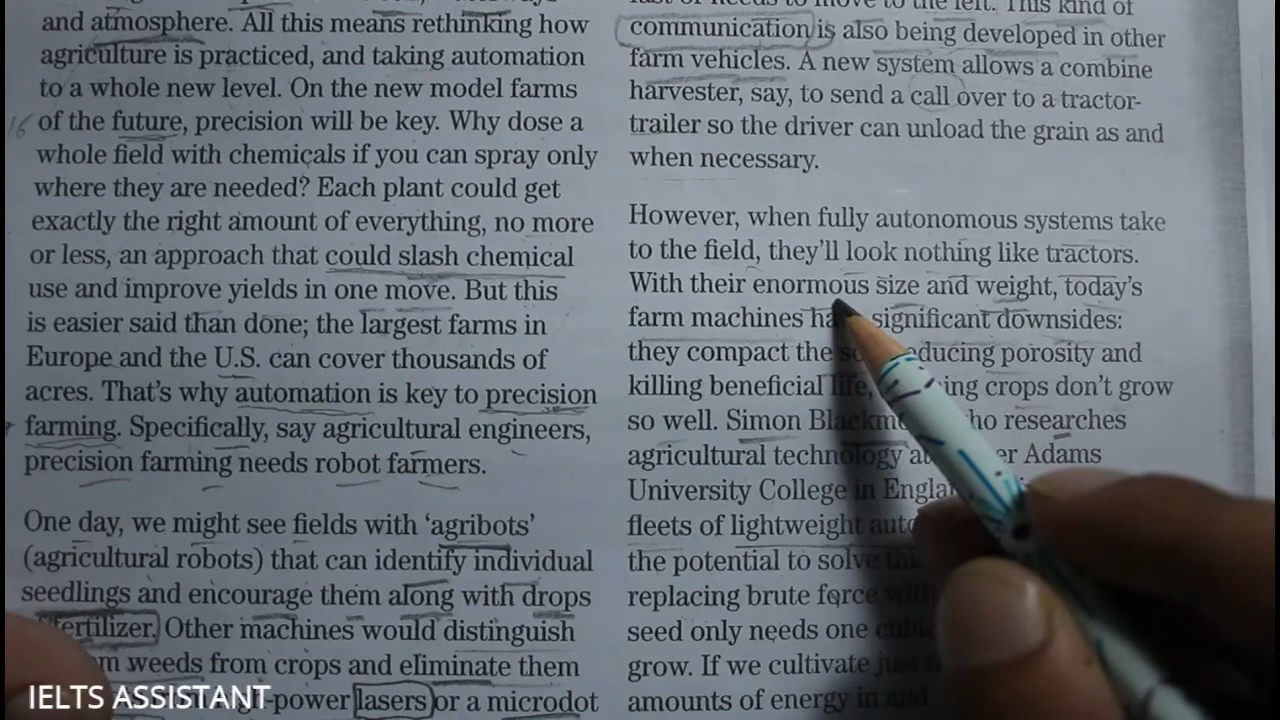 and atmosphere. All this means rethinking how
agriculture is practiced, and taking automation
to a whole new level. On the new model farms
16 of the future, precision will be key. Why dose a
whole field with chemicals if you can spray only
where they are needed? Each plant could get
exactly the right amount of everything, no more
or less, an approach that could slash chemical
use and improve yields in one move. But this
is easier said than done; the largest farms in
Europe and the U.S. can cover thousands of
acres. That's why automation is key to precision
farming. Specifically, say agricultural engineers,
precision farming needs robot farmers.
One day, we might see fields with ‘agribots’
(agricultural robots) that can identify individual
seedlings and encourage them along with drops
fertilizer. Other machines would distinguish
weeds from crops and eliminate them
-power lasers or a microdot
communication is also being developed in other
farm vehicles. A new system allows a combine
harvester, say, to send a call over to a tractor-
trailer so the driver can unload the grain as and
when necessary.
However, when fully autonomous systems take
to the field, they'll look nothing like tractors.
With their enormous size and weight, today's
farm machines significant downsides:
they compact the porosity and
killing beneficial life, crops don't grow
so well. Simon researches
agricultural technology Adams
University College in
fleets of lightweight
the potential to solve
replacing brute force
seed only needs one
grow. If we cultivate
amounts of energy in and
IELTS ASSISTANT